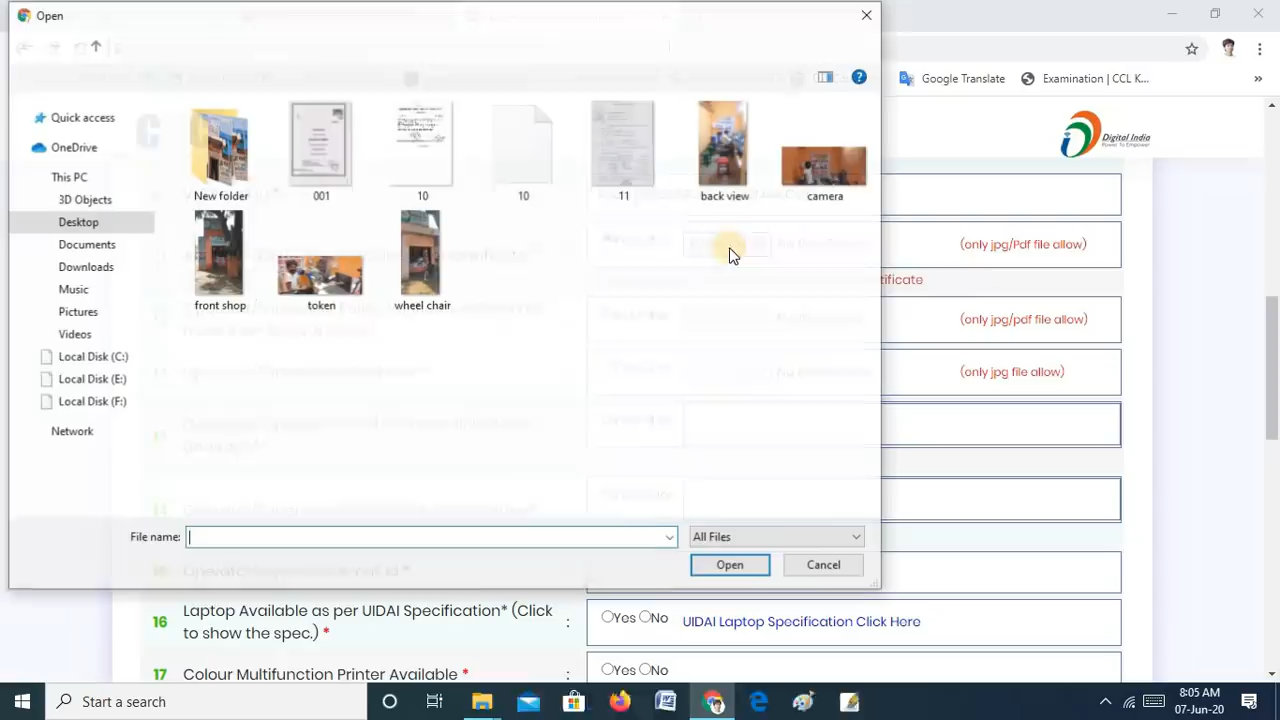 Open
Google Translate
Examination | CCL K...
»
Quick access
OneDrive
This PC
3D Objects
Desktop
Documents
Downloads
Music
Pictures
Videos
Local Disk (C:)
Local Disk (E:)
Local Disk (F:)
Network
New folder
001
10
10
11
back view
camera
front shop
token
wheel chair
Digital India
Power To Empower
(only jpg/Pdf file allow)
tificate
(only jpg/pdf file allow)
(only jpg file allow)
File name:
All Files
Open
Cancel
16
Laptop Available as per UIDAI Specification* (Click
to show the spec.) *
:
Yes No
UIDAI Laptop Specification Click Here
17
Colour Multifunction Printer Available *
:
Yes No
Start a search
8:05 AM
07-Jun-20